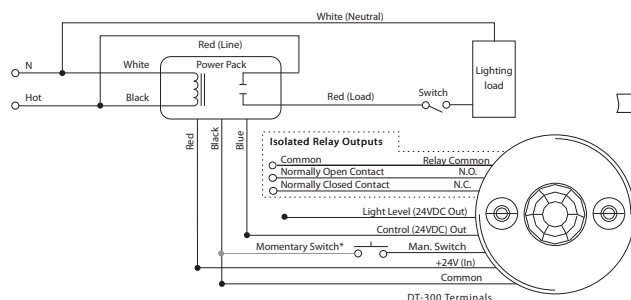 White (Neutral)
Red (Line)
N
White
Power Pack
Hot
Black
Red (Load)
Switch
Lighting
load
Red
Black
Blue
Isolated Relay Outputs
Common
Relay Common
Normally Open Contact
N.O.
Normally Closed Contact
N.C.
Light Level (24VDC Out)
Control (24VDC) Out
Momentary Switch*
Man. Switch
+24V (In)
Common
DT-300 Terminals